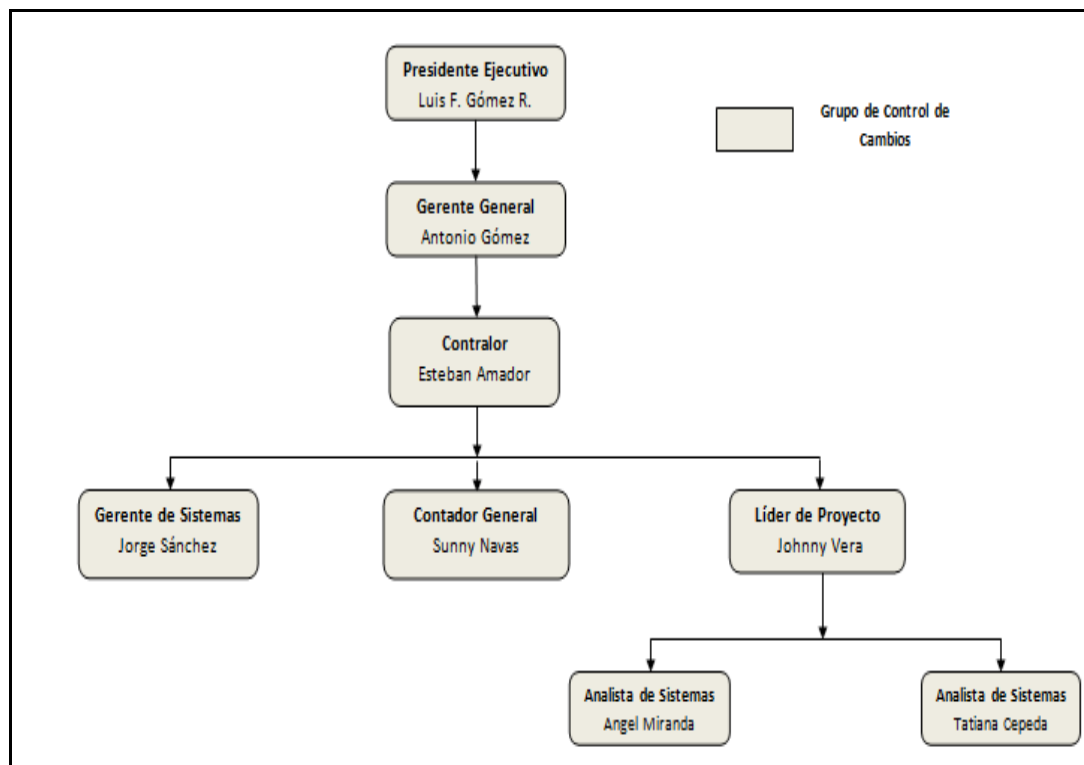 Presidente Ejecutivo
Luis F. Gómez R.
Grupo de Control de
Cambios
Gerente General
Antonio Gómez
Contralor
Esteban Amador
Gerente de Sistemas
Jorge Sánchez
Contador General
Sunny Navas
Líder de Proyecto
Johnny Vera
Analista de Sistemas
Angel Miranda
Analista de Sistemas
Tatiana Cepeda